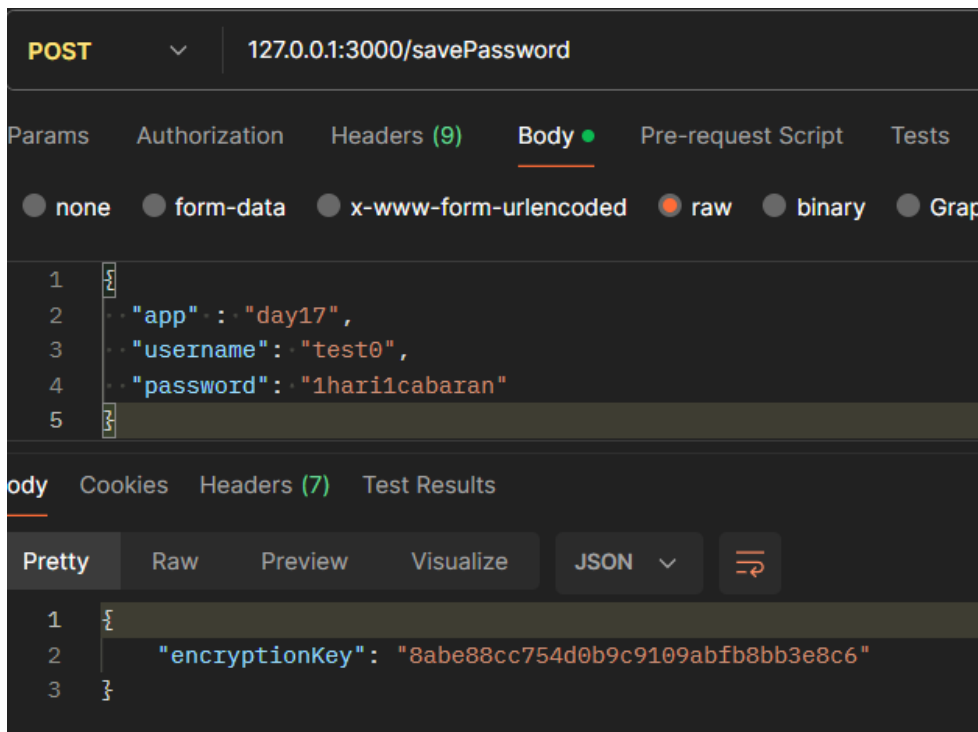 POST 127.0.0.1:3000/savePassword
Params Authorization Headers (9) Body Pre-request Script Tests
none form-data x-www-form-urlencoded raw binary Grap
1 {
2 "app" : "day17",
3 "username": "test0",
4 "password": "1hari1cabaran"
5 }
ody Cookies Headers (7) Test Results
Pretty Raw Preview Visualize JSON
1 {
2 "encryptionKey": "8abe88cc754d0b9c9109abfb8bb3e8c6"
3 }